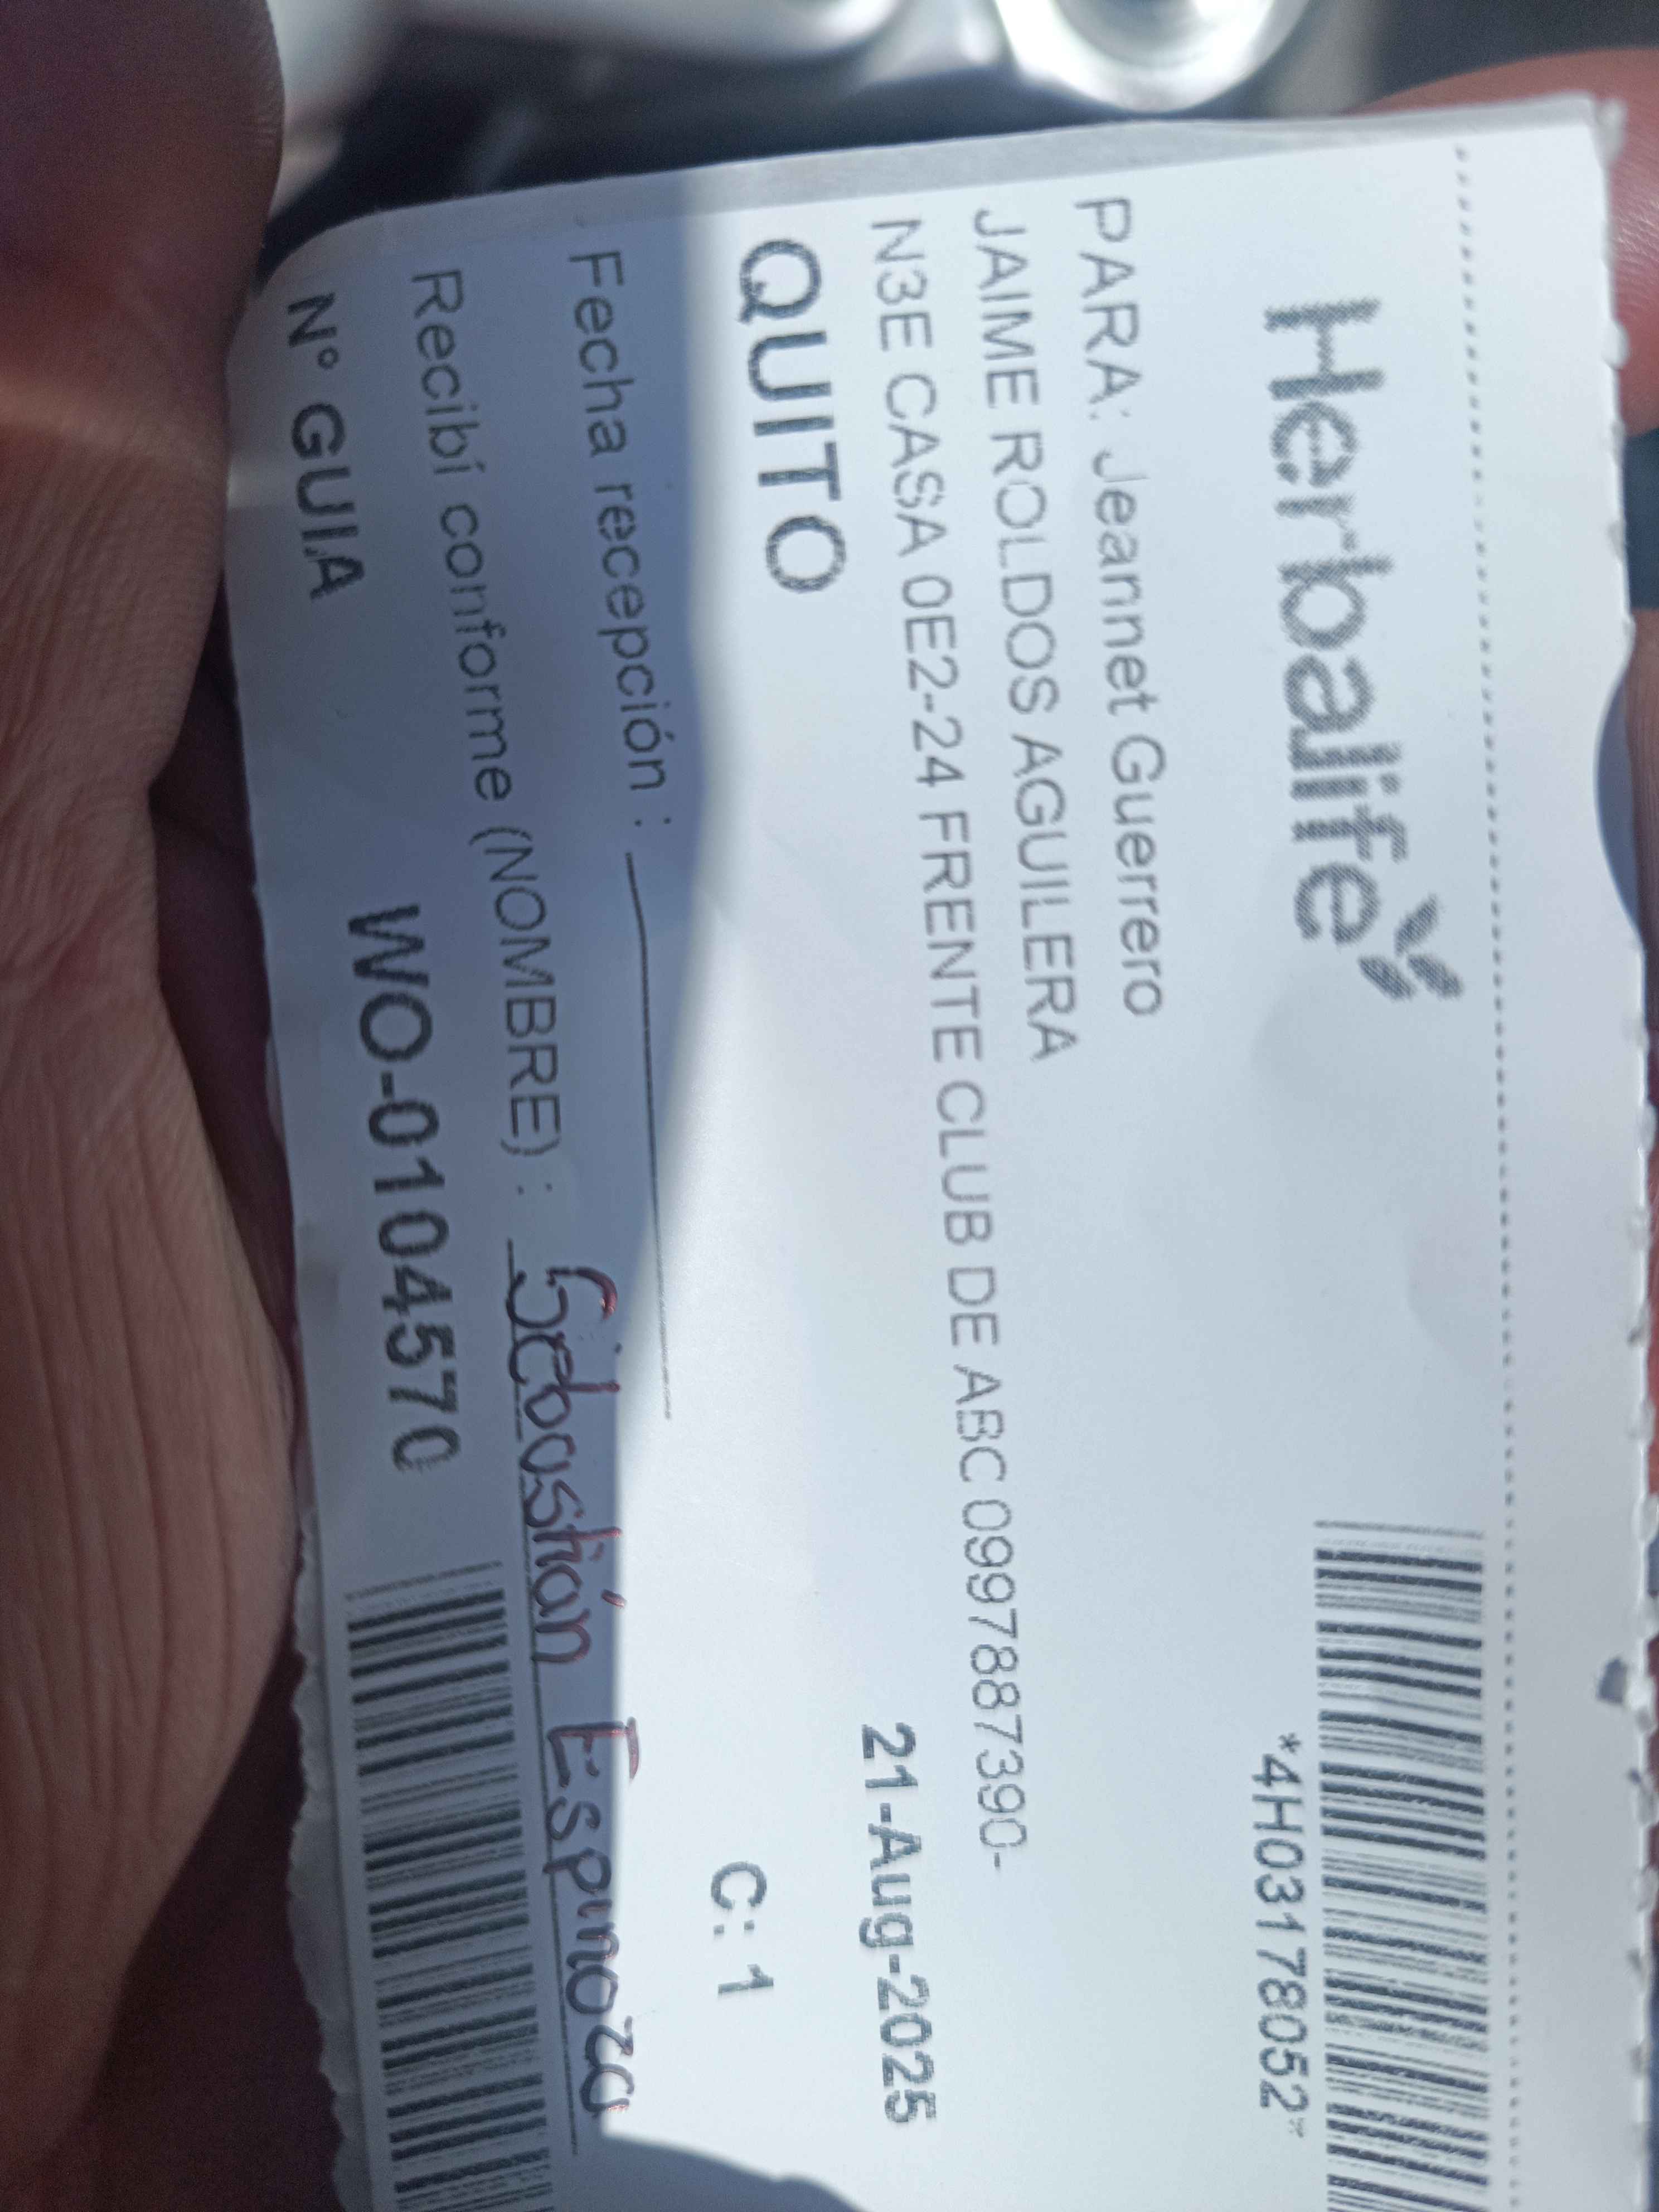 Herbalife
*4H03178052*
PARA: Jeannet Guerrero
JAIME ROLDOS AGUILERA
N3E CASA 0E2-24 FRENTE CLUB DE ABC 0997887390-
21-Aug-2025
QUITO
C: 1
Fecha recepción :
Recibí conforme (NOMBRE) : Sebastián Espinoza
N° GUIA WO-0104570